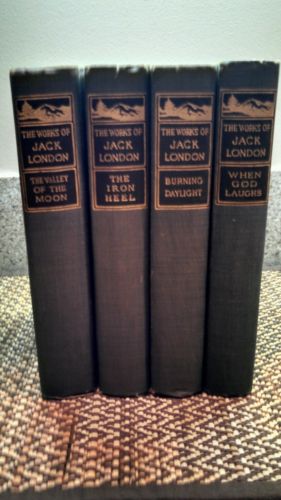 THE WORKS OF
JACK
LONDON
THE VALLEY
OF THE
MOON
THE WORKS OF
JACK
LONDON
THE
IRON
HEEL
THE WORKS OF
JACK
LONDON
BURNING
DAYLIGHT
THE WORKS OF
JACK
LONDON
WHEN
GOD
LAUGHS